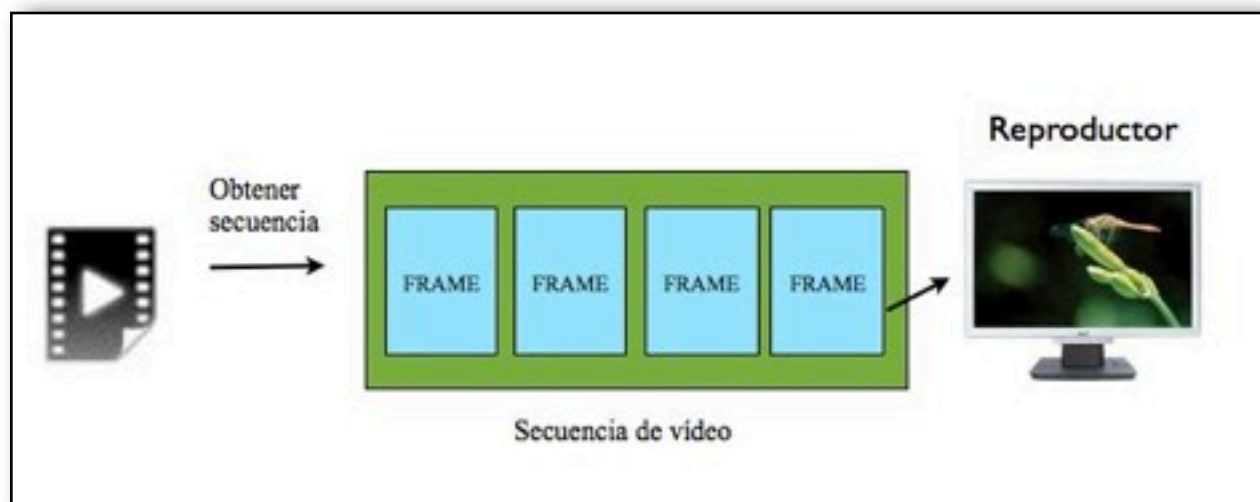 Reproductor
Obtener
secuencia
FRAME
FRAME
FRAME
FRAME
Secuencia de vídeo